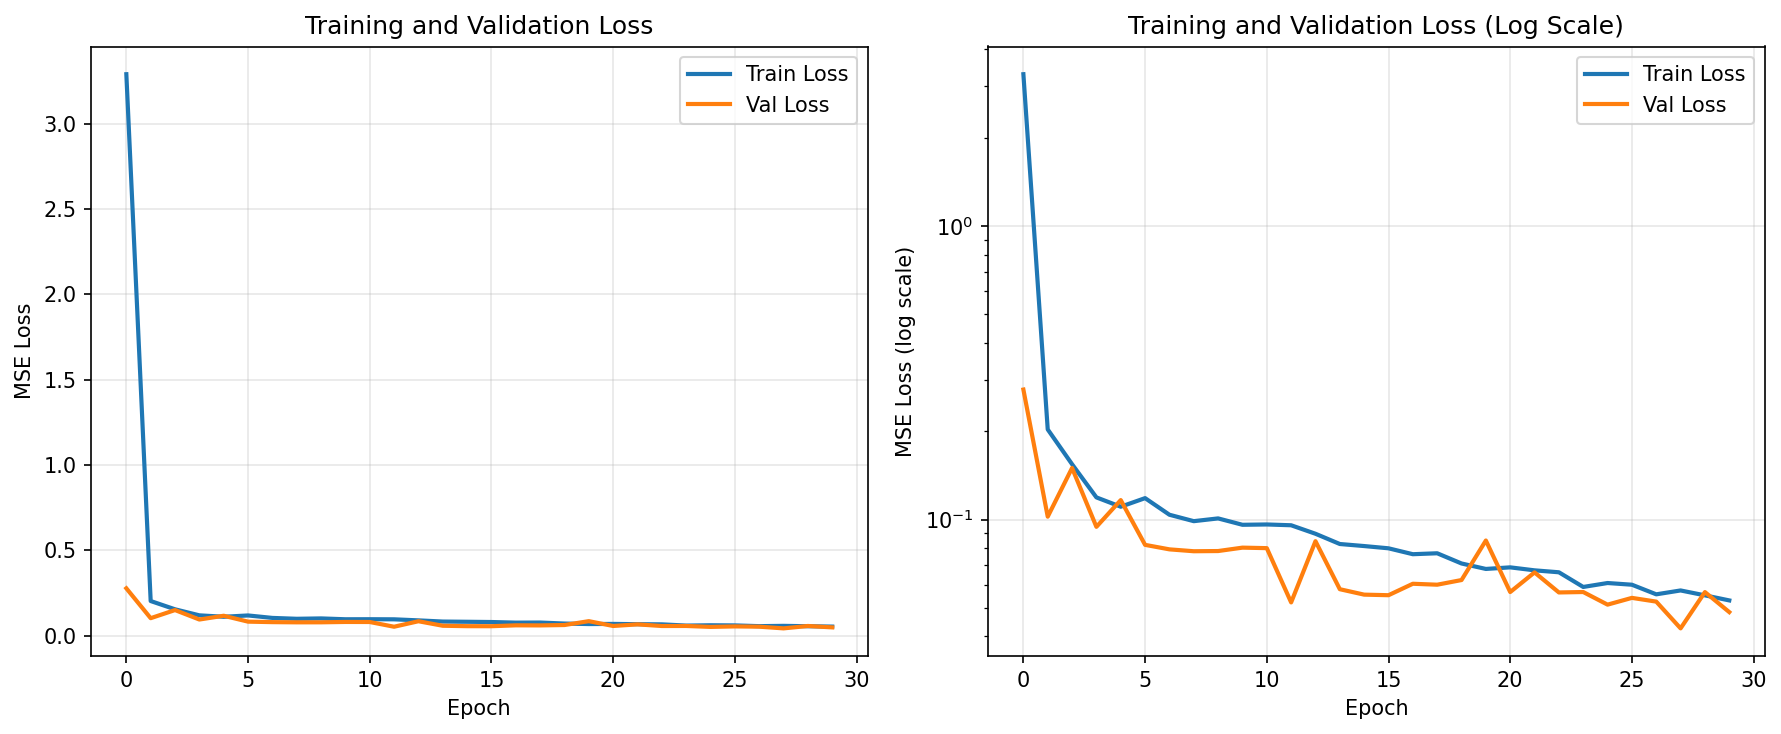 Training and Validation Loss
Train Loss
Val Loss
MSE Loss
3.0
2.5
2.0
1.5
1.0
0.5
0.0
0 5 10 15 20 25 30
Epoch
Training and Validation Loss (Log Scale)
Train Loss
Val Loss
MSE Loss (log scale)
10⁰
10⁻¹
0 5 10 15 20 25 30
Epoch